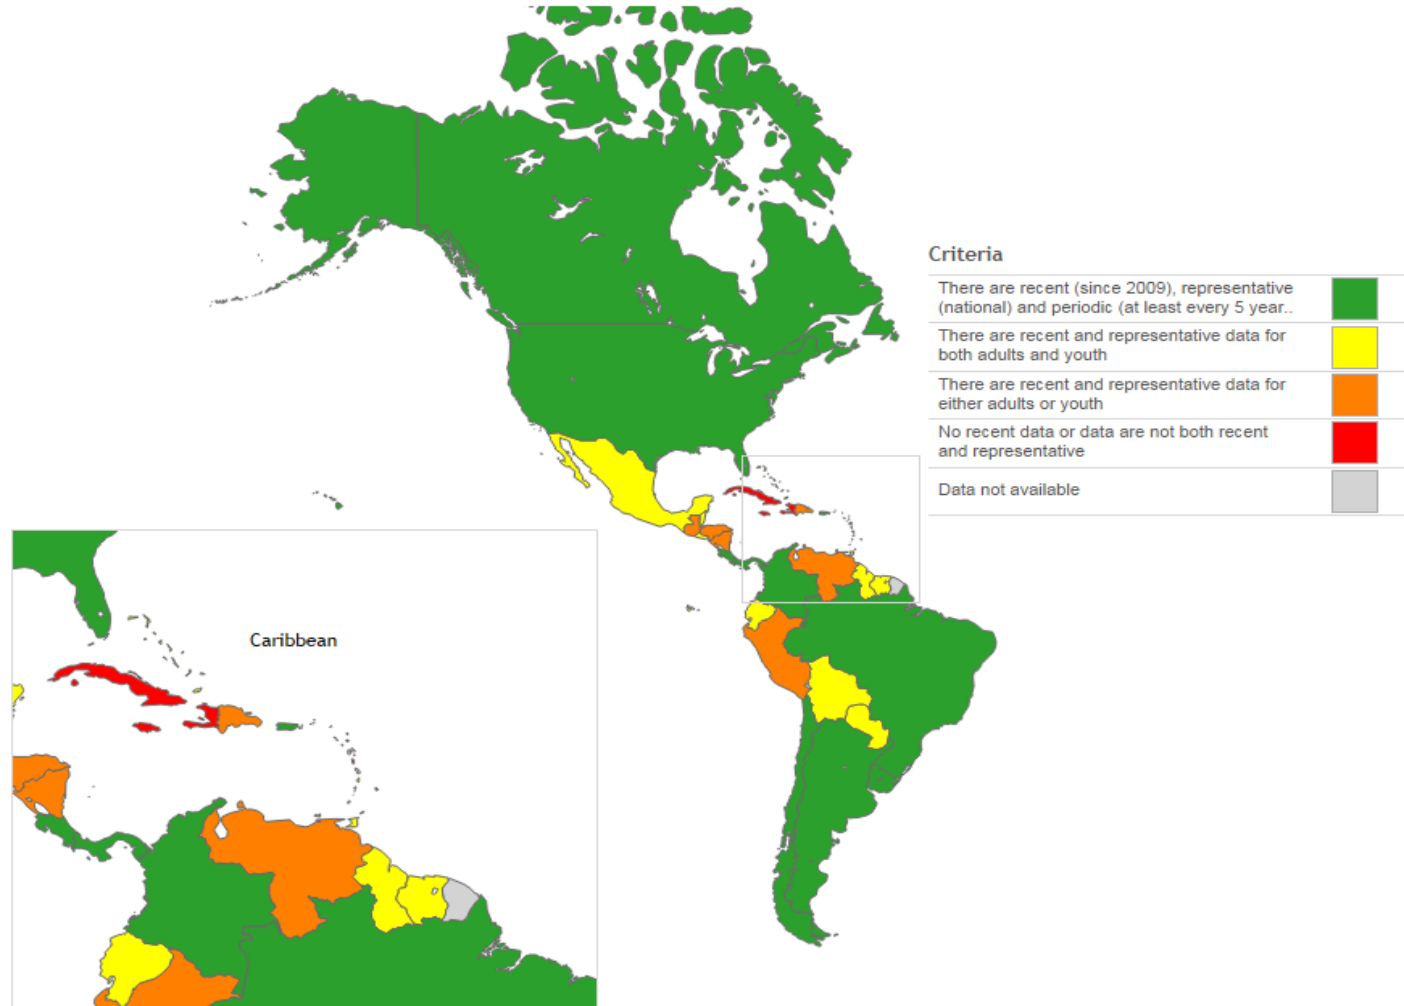 Criteria
There are recent (since 2009), representative
(national) and periodic (at least every 5 year..
There are recent and representative data for
both adults and youth
There are recent and representative data for
either adults or youth
No recent data or data are not both recent
and representative
Data not available
Caribbean